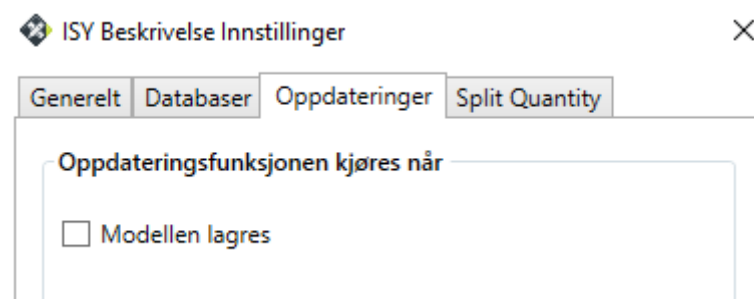 ISY Beskrivelse Innstillinger
Generelt Databaser Oppdateringer Split Quantity
Oppdateringsfunksjonen kjøres når
Modellen lagres